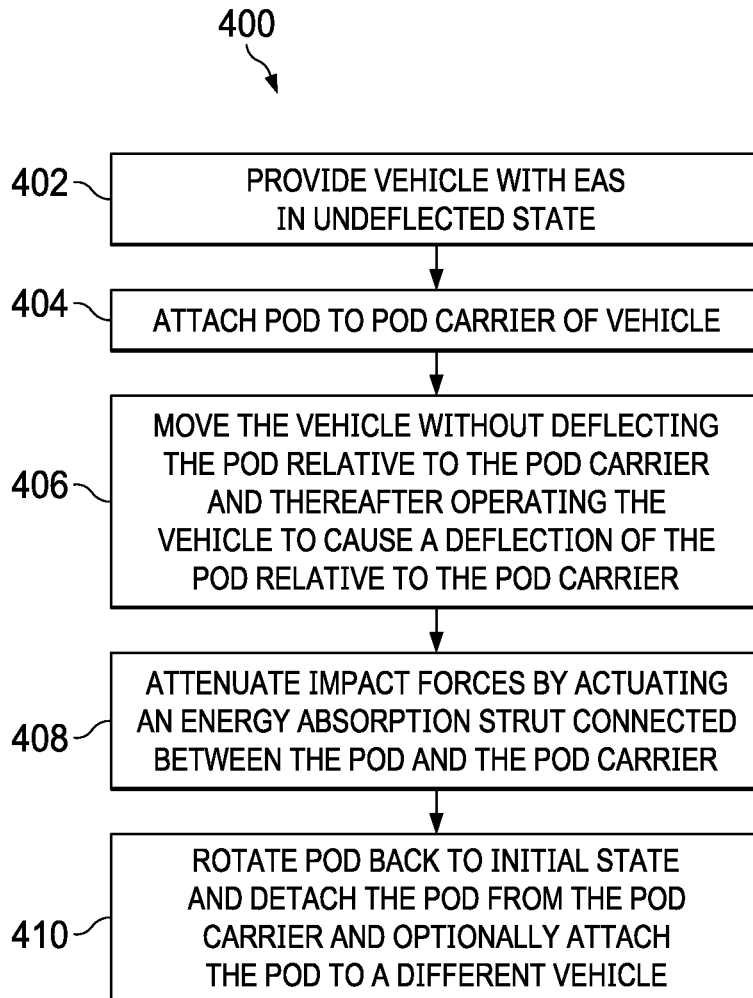 400
402
PROVIDE VEHICLE WITH EAS
IN UNDEFLECTED STATE
404
ATTACH POD TO POD CARRIER OF VEHICLE
406
MOVE THE VEHICLE WITHOUT DEFLECTING
THE POD RELATIVE TO THE POD CARRIER
AND THEREAFTER OPERATING THE
VEHICLE TO CAUSE A DEFLECTION OF THE
POD RELATIVE TO THE POD CARRIER
408
ATTENUATE IMPACT FORCES BY ACTUATING
AN ENERGY ABSORPTION STRUT CONNECTED
BETWEEN THE POD AND THE POD CARRIER
410
ROTATE POD BACK TO INITIAL STATE
AND DETACH THE POD FROM THE POD
CARRIER AND OPTIONALLY ATTACH
THE POD TO A DIFFERENT VEHICLE